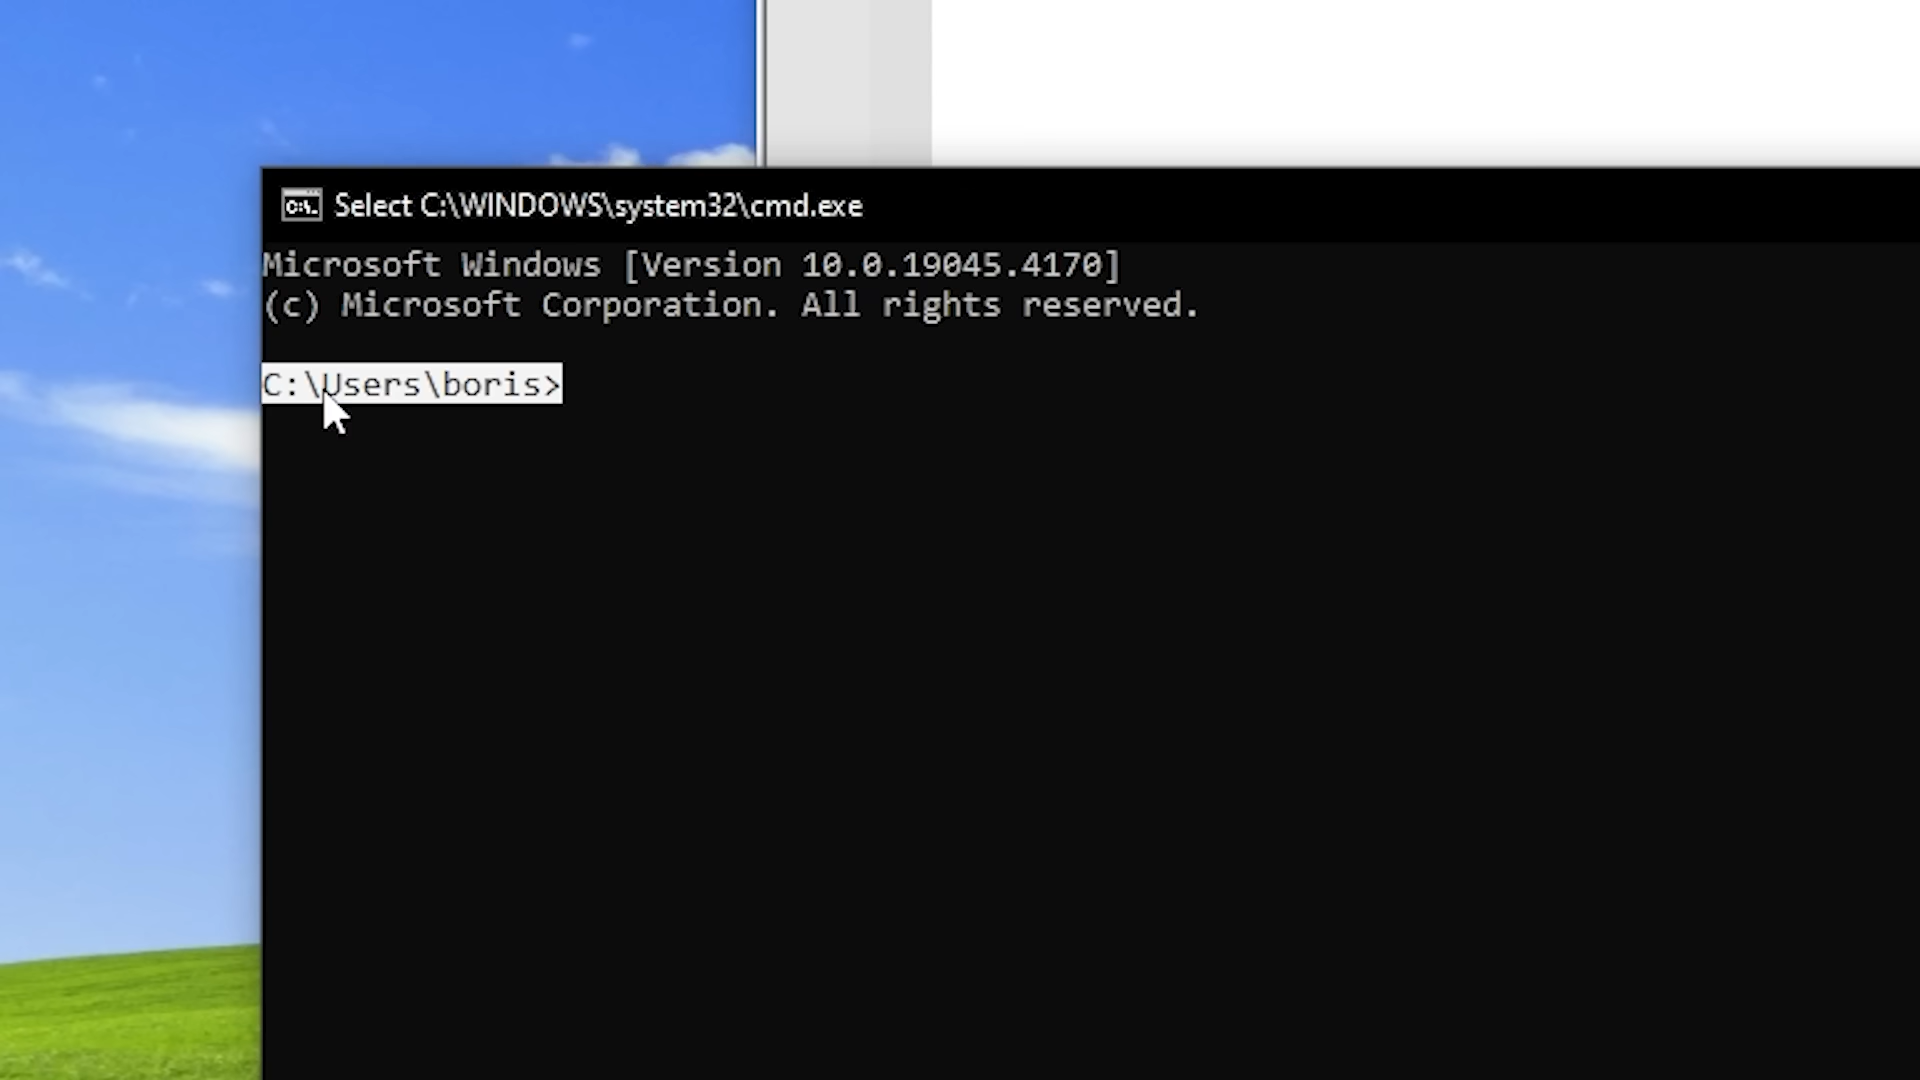 Select C:\WINDOWS\system32\cmd.exe
Microsoft Windows [Version 10.0.19045.4170]
(c) Microsoft Corporation. All rights reserved.
C:\Users\boris>